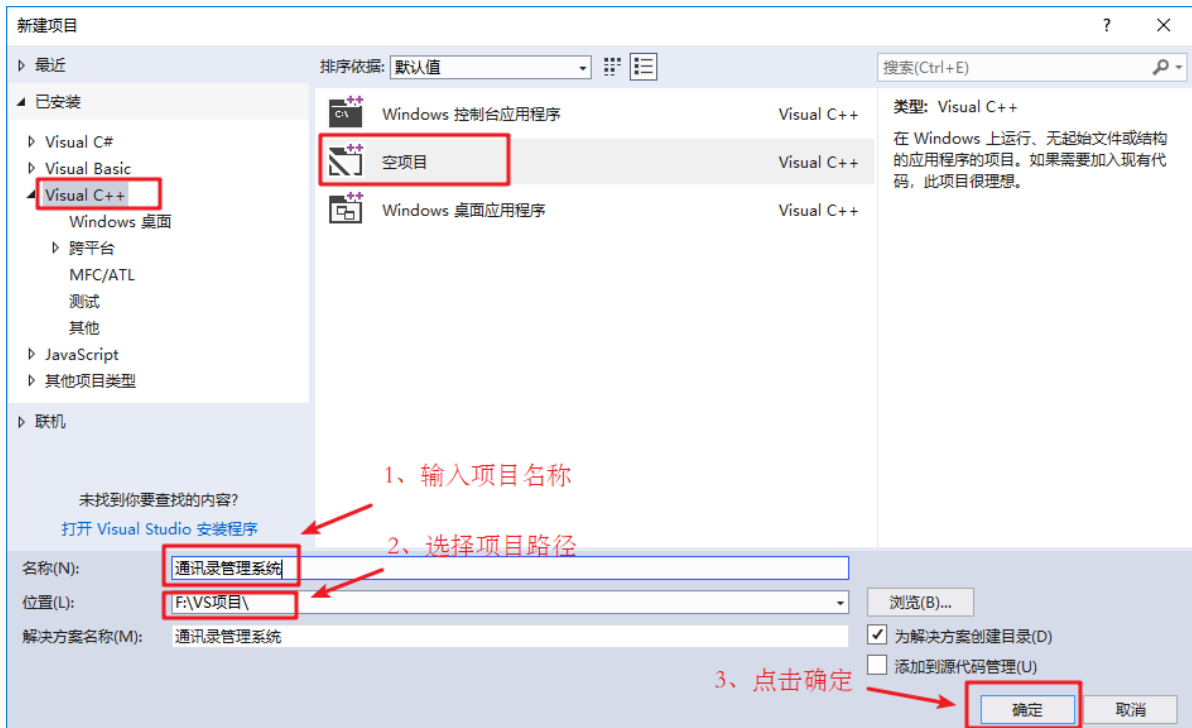 新建项目
? ×
最近
排序依据: 默认值
搜索(Ctrl+E)
已安装
Visual C#
Visual Basic
Visual C++
Windows 桌面
跨平台
MFC/ATL
测试
其他
JavaScript
其他项目类型
联机
未找到你要查找的内容?
打开 Visual Studio 安装程序
C:\ Windows 控制台应用程序 Visual C++
空项目 Visual C++
Windows 桌面应用程序 Visual C++
类型: Visual C++
在 Windows 上运行、无起始文件或结构
的应用程序的项目。如果需要加入现有代
码，此项目很理想。
1、输入项目名称
2、选择项目路径
名称(N): 通讯录管理系统
位置(L): F:\VS项目\ 浏览(B)...
解决方案名称(M): 通讯录管理系统
为解决方案创建目录(D)
添加到源代码管理(U)
3、点击确定
确定 取消